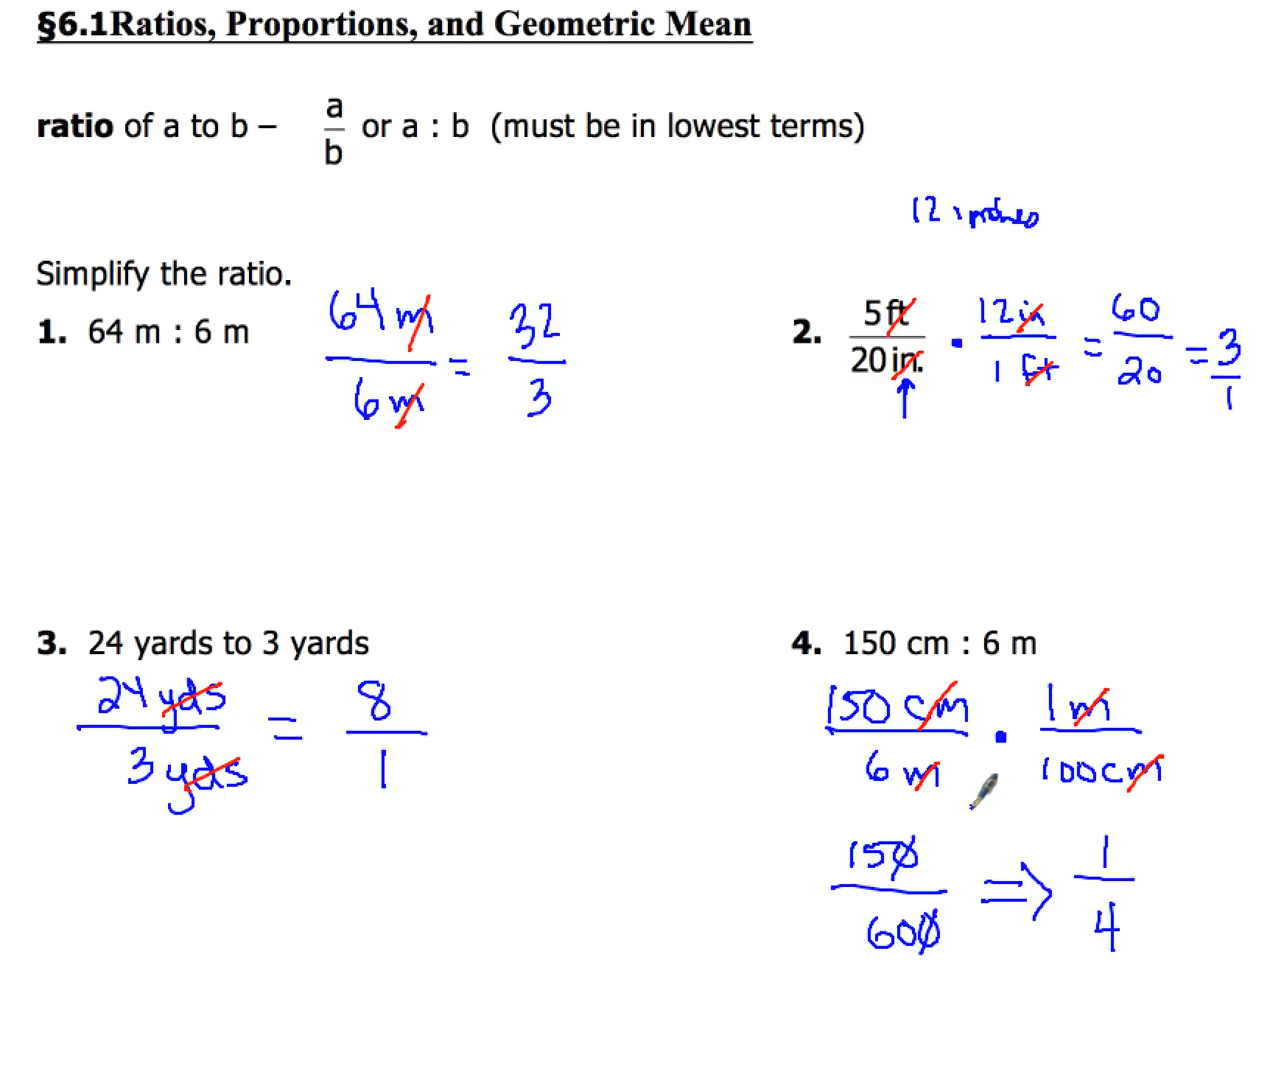 §6.1Ratios, Proportions, and Geometric Mean
ratio of a to b – a/b or a : b (must be in lowest terms)
12 inches
Simplify the ratio.
1. 64 m : 6 m
64 m / 6 m = 32/3
2. 5 ft / 20 in. · 12 in / 1 ft = 60/20 = 3/1
3. 24 yards to 3 yards
24 yds / 3 yds = 8/1
4. 150 cm : 6 m
150 cm / 6 m · 1 m / 100 cm
150/600 ⇒ 1/4